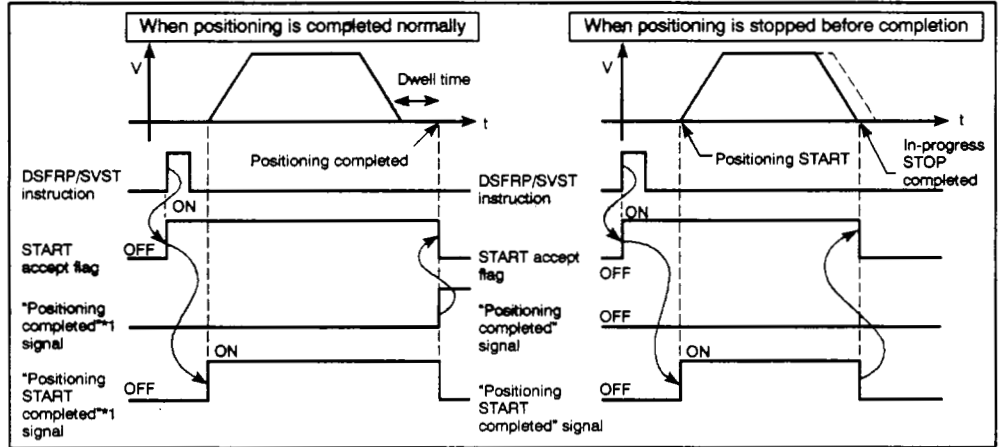 When positioning is completed normally
V
Dwell time
t
Positioning completed
DSFRP/SVST
instruction
ON
START
accept flag
OFF
"Positioning
completed"*1
signal
ON
"Positioning
START
completed"*1
signal
OFF
When positioning is stopped before completion
V
t
Positioning START
In-progress
STOP
completed
DSFRP/SVST
instruction
ON
START accept
flag
OFF
"Positioning
completed"
signal
OFF
ON
"Positioning
START
completed" signal
OFF